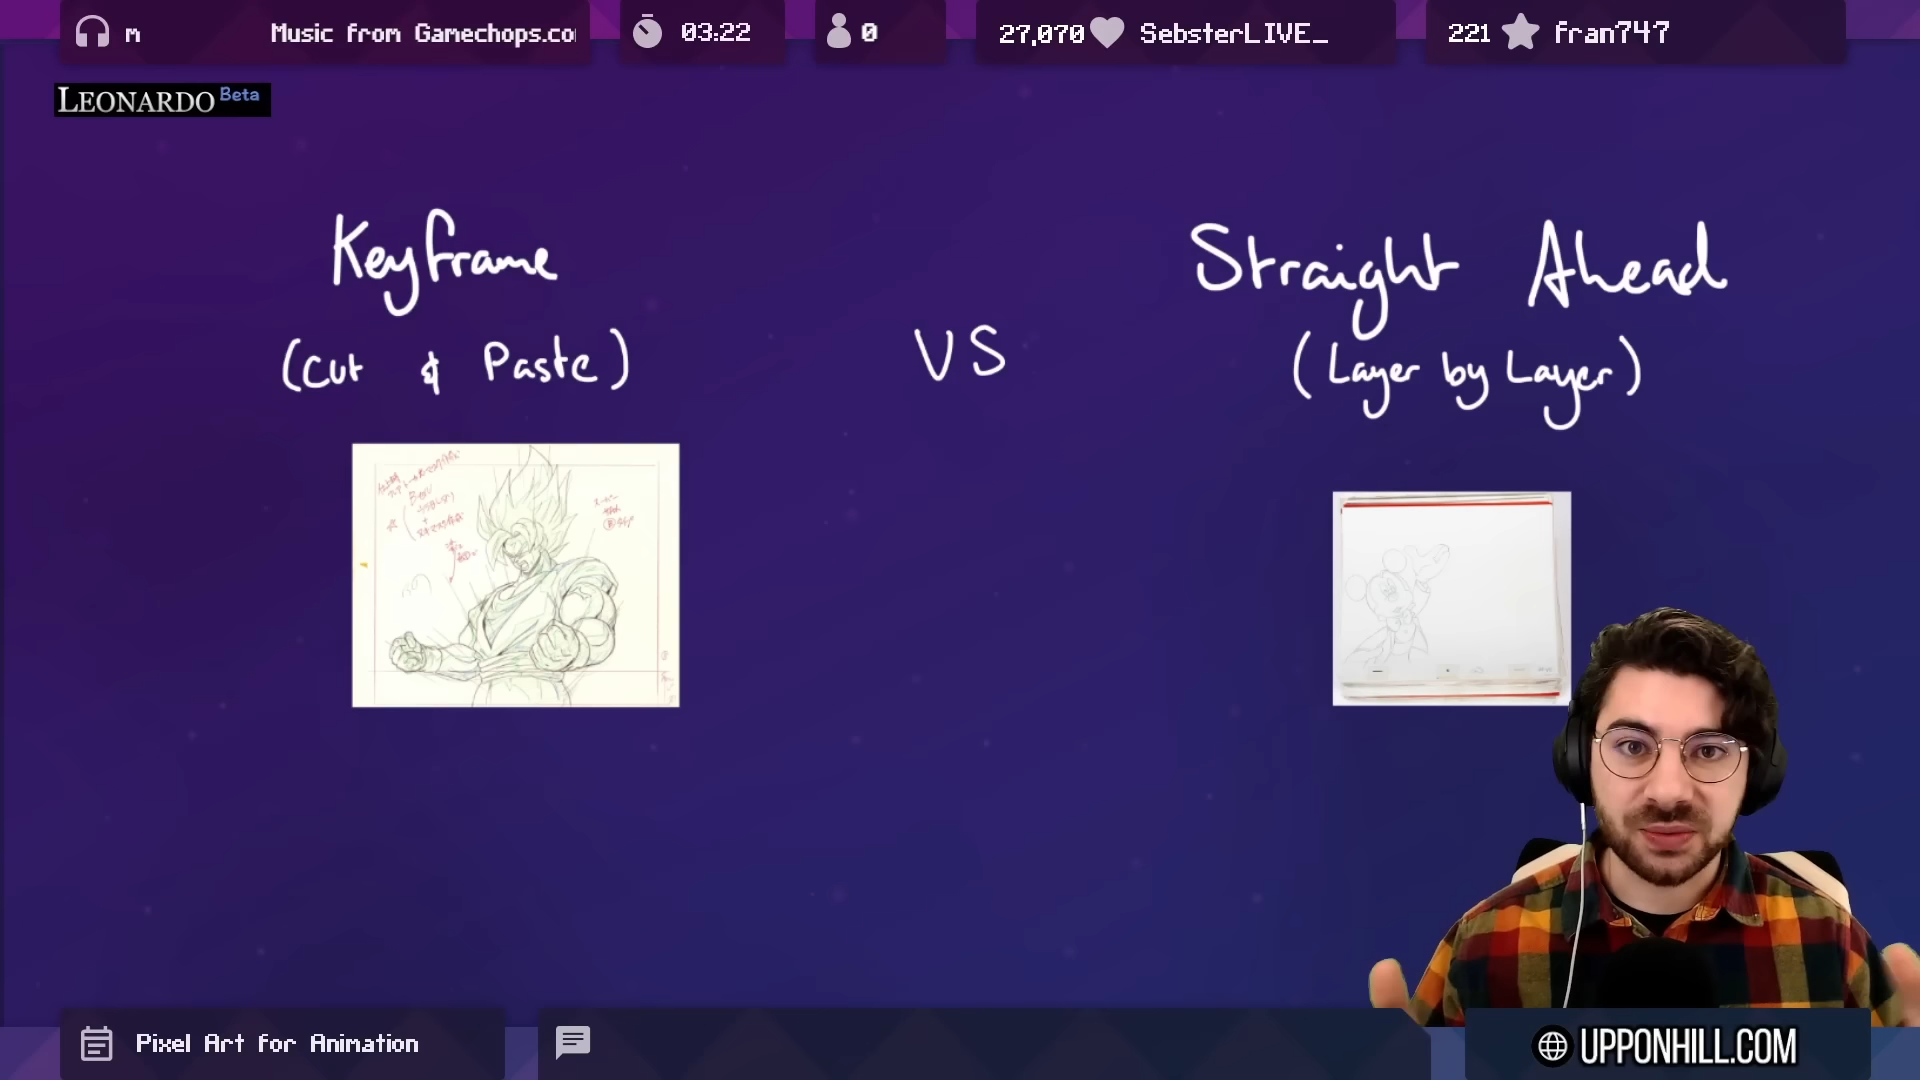 m Music from Gamechops.co
03:22
0
27,070 SebsterLIVE_
221 fran747
LEONARDO Beta
Keyframe
(Cut & Paste)
VS
Straight Ahead
(Layer by Layer)
Pixel Art for Animation
UPPONHILL.COM